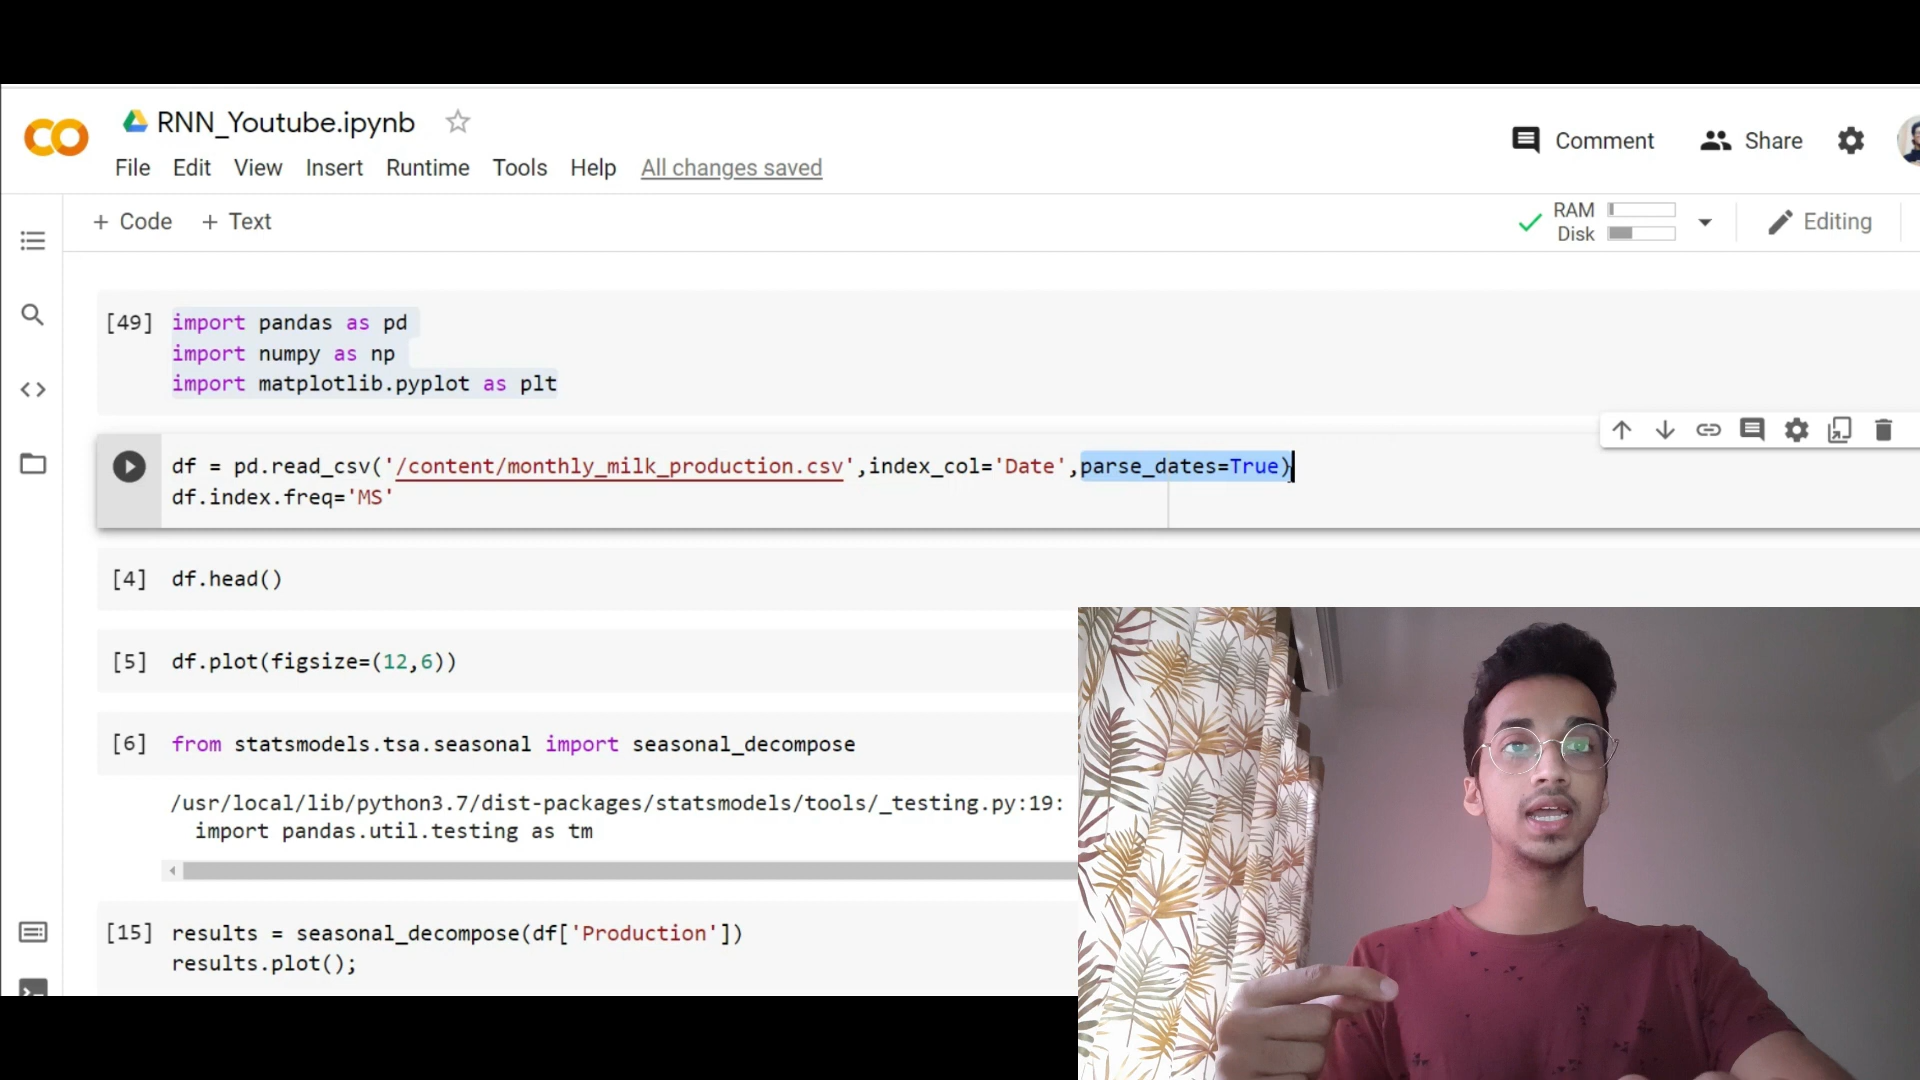 RNN_Youtube.ipynb
Comment
Share
File Edit View Insert Runtime Tools Help All changes saved
+ Code + Text
RAM
Disk
Editing
[49] import pandas as pd
import numpy as np
import matplotlib.pyplot as plt
df = pd.read_csv('/content/monthly_milk_production.csv',index_col='Date',parse_dates=True)
df.index.freq='MS'
[4] df.head()
[5] df.plot(figsize=(12,6))
[6] from statsmodels.tsa.seasonal import seasonal_decompose
/usr/local/lib/python3.7/dist-packages/statsmodels/tools/_testing.py:19:
import pandas.util.testing as tm
[15] results = seasonal_decompose(df['Production'])
results.plot();